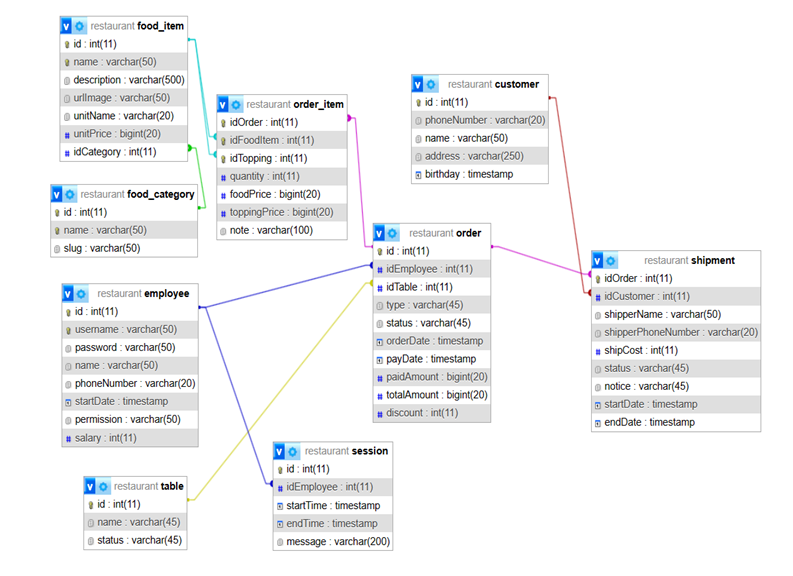 v restaurant food_item
id : int(11)
name : varchar(50)
description : varchar(500)
urlImage : varchar(50)
unitName : varchar(20)
unitPrice : bigint(20)
idCategory : int(11)
v restaurant food_category
id : int(11)
name : varchar(50)
slug : varchar(50)
v restaurant order_item
idOrder : int(11)
idFoodItem : int(11)
idTopping : int(11)
quantity : int(11)
foodPrice : bigint(20)
toppingPrice : bigint(20)
note : varchar(100)
v restaurant customer
id : int(11)
phoneNumber : varchar(20)
name : varchar(50)
address : varchar(250)
birthday : timestamp
v restaurant order
id : int(11)
idEmployee : int(11)
idTable : int(11)
type : varchar(45)
status : varchar(45)
orderDate : timestamp
payDate : timestamp
paidAmount : bigint(20)
totalAmount : bigint(20)
discount : int(11)
v restaurant shipment
idOrder : int(11)
idCustomer : int(11)
shipperName : varchar(50)
shipperPhoneNumber : varchar(20)
shipCost : int(11)
status : varchar(45)
notice : varchar(45)
startDate : timestamp
endDate : timestamp
v restaurant employee
id : int(11)
username : varchar(50)
password : varchar(50)
name : varchar(50)
phoneNumber : varchar(20)
startDate : timestamp
permission : varchar(50)
salary : int(11)
v restaurant session
id : int(11)
idEmployee : int(11)
startTime : timestamp
endTime : timestamp
message : varchar(200)
v restaurant table
id : int(11)
name : varchar(45)
status : varchar(45)